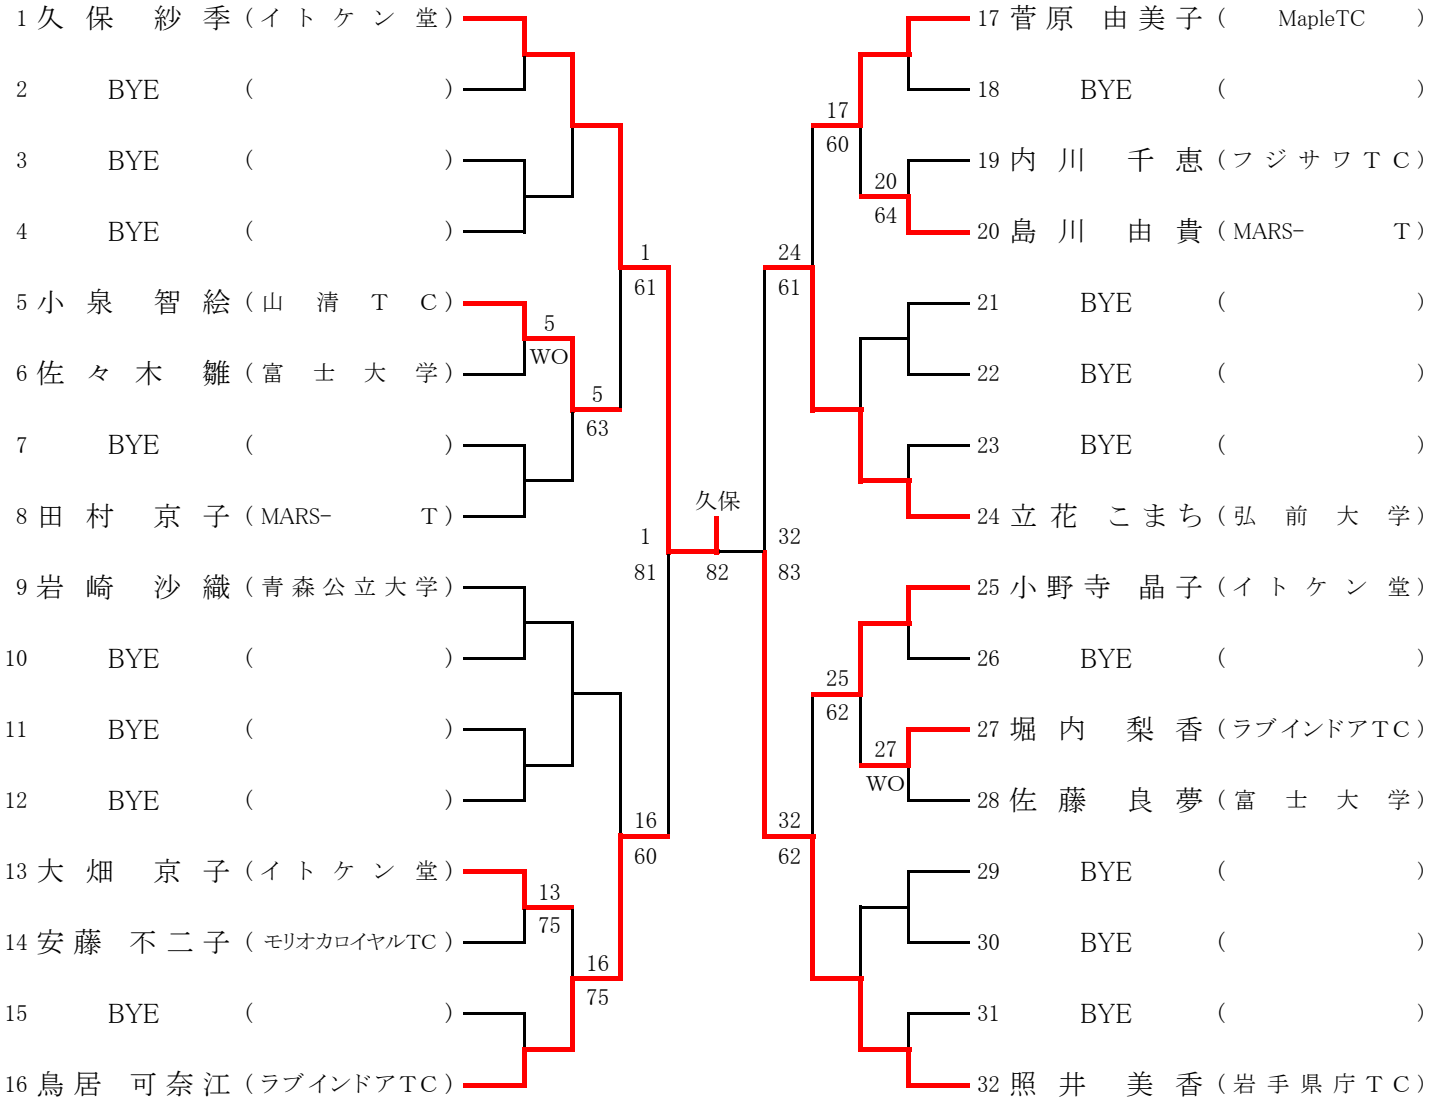 1 久保 紗季 (イトケン堂)
2 BYE ( )
3 BYE ( )
4 BYE ( )
1
61
5 小泉 智絵 (山清TC)
5
WO
6 佐々木 雛 (富士大学)
5
63
7 BYE ( )
8 田村 京子 (MARS-T)
久保
82
1
81
9 岩崎 沙織 (青森公立大学)
10 BYE ( )
11 BYE ( )
12 BYE ( )
16
60
13 大畑 京子 (イトケン堂)
13
75
14 安藤 不二子 (モリオカロイヤルTC)
16
75
15 BYE ( )
16 鳥居 可奈江 (ラブインドアTC)
17 菅原 由美子 (MapleTC)
18 BYE ( )
17
60
19 内川 千恵 (フジサワTC)
20
64
20 島川 由貴 (MARS-T)
24
61
21 BYE ( )
22 BYE ( )
23 BYE ( )
24 立花 こまち (弘前大学)
32
83
25 小野寺 晶子 (イトケン堂)
26 BYE ( )
25
62
27 堀内 梨香 (ラブインドアTC)
27
WO
28 佐藤 良夢 (富士大学)
32
62
29 BYE ( )
30 BYE ( )
31 BYE ( )
32 照井 美香 (岩手県庁TC)